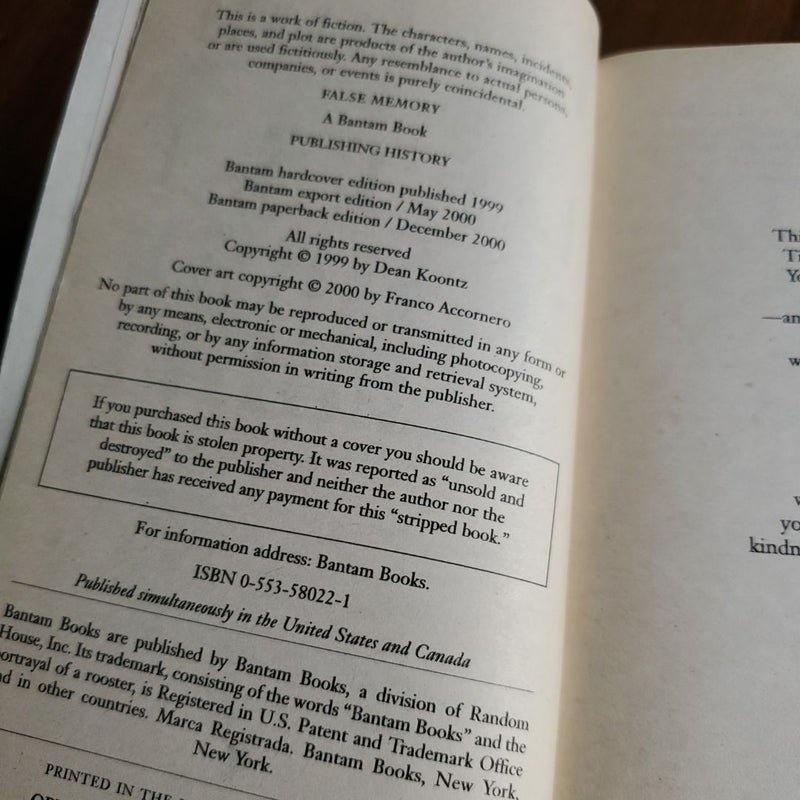 This is a work of fiction. The characters, names, incidents,
places, and plot are products of the author's imagination
or are used fictitiously. Any resemblance to actual persons,
companies, or events is purely coincidental.
FALSE MEMORY
A Bantam Book
PUBLISHING HISTORY
Bantam hardcover edition published 1999
Bantam export edition / May 2000
Bantam paperback edition / December 2000
All rights reserved
Copyright © 1999 by Dean Koontz
Cover art copyright © 2000 by Franco Accornero
No part of this book may be reproduced or transmitted in any form or
by any means, electronic or mechanical, including photocopying,
recording, or by any information storage and retrieval system,
without permission in writing from the publisher.
If you purchased this book without a cover you should be aware
that this book is stolen property. It was reported as "unsold and
destroyed" to the publisher and neither the author nor the
publisher has received any payment for this "stripped book."
For information address: Bantam Books.
ISBN 0-553-58022-1
Published simultaneously in the United States and Canada
Bantam Books are published by Bantam Books, a division of Random
House, Inc. Its trademark, consisting of the words "Bantam Books" and the
ortrayal of a rooster, is Registered in U.S. Patent and Trademark Office
d in other countries. Marca Registrada. Bantam Books, New York,
New York.
PRINTED IN THE
Thi
Ti
Yo
—an
w
yo
kindn